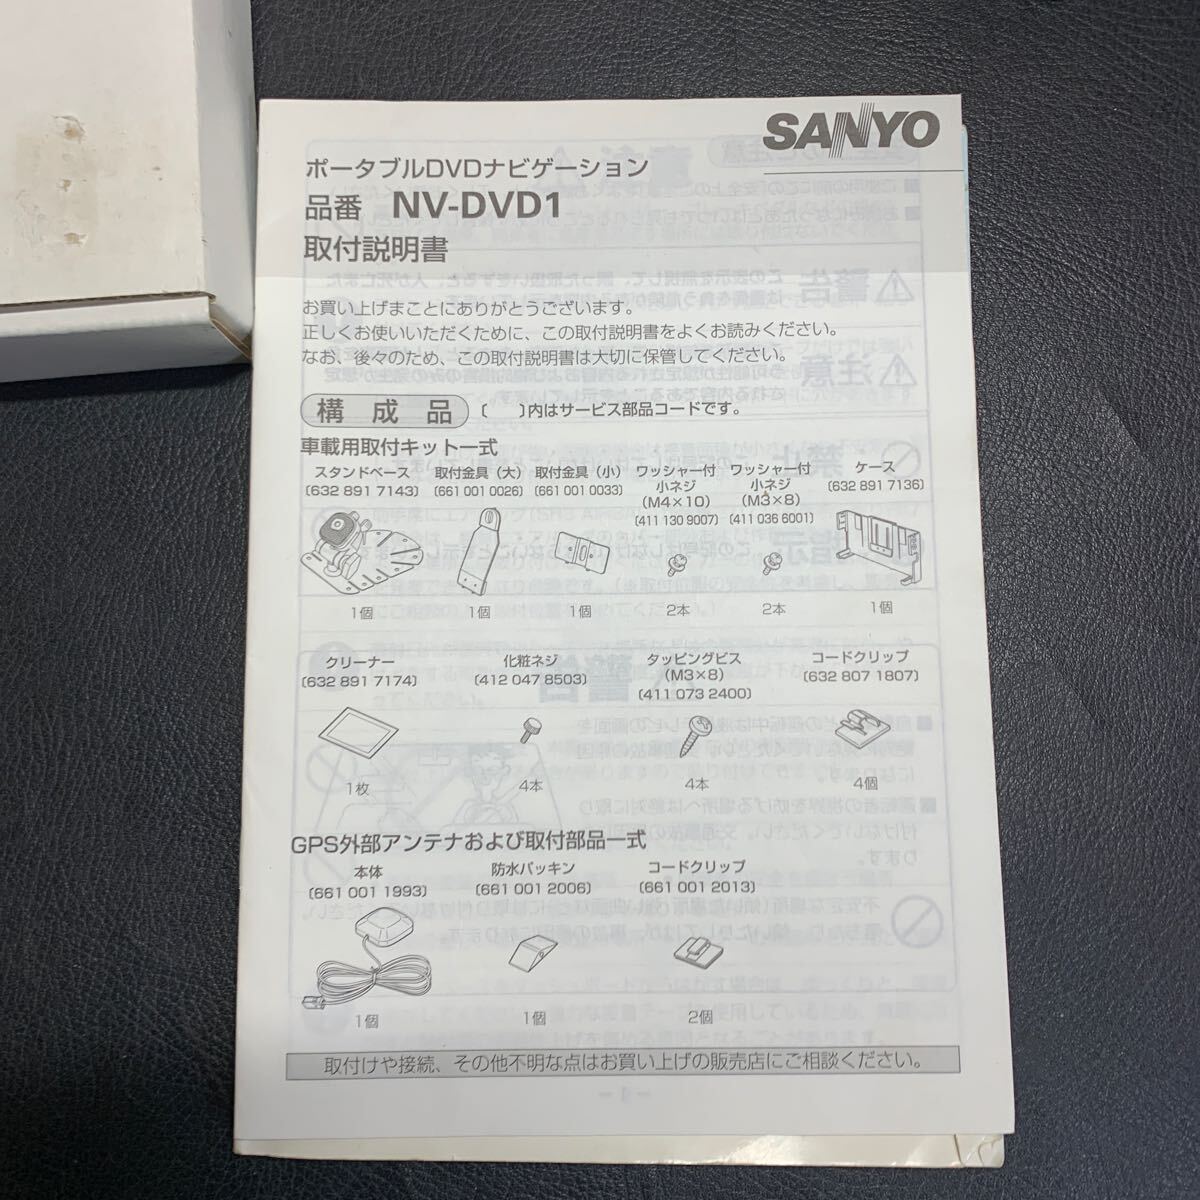 SANYO
ポータブルDVDナビゲーション
品番 NV-DVD1
取付説明書
お買い上げまことにありがとうございます。
正しくお使いいただくために、この取付説明書をよくお読みください。
なお、後々のため、この取付説明書は大切に保管してください。
構成品 〔 〕内はサービス部品コードです。
車載用取付キット一式
スタンドベース 取付金具（大） 取付金具（小） ワッシャー付 ワッシャー付 ケース
小ネジ 小ネジ
〔632 891 7143〕 〔661 001 0026〕 〔661 001 0033〕 （M4×10） （M3×8） 〔632 891 7136〕
〔411 130 9007〕 〔411 036 6001〕
1個 1個 1個 2本 2本 1個
クリーナー 化粧ネジ タッピングビス コードクリップ
〔632 891 7174〕 〔412 047 8503〕 （M3×8） 〔632 807 1807〕
〔411 073 2400〕
1枚 4本 4本 4個
GPS外部アンテナおよび取付部品一式
本体 防水パッキン コードクリップ
〔661 001 1993〕 〔661 001 2006〕 〔661 001 2013〕
1個 1個 2個
取付けや接続、その他不明な点はお買い上げの販売店にご相談ください。